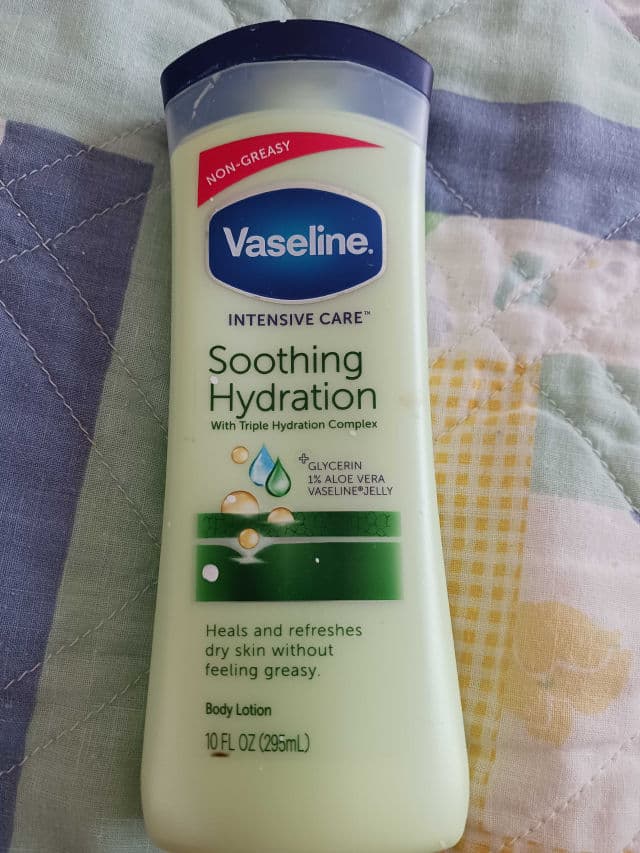 NON-GREASY
Vaseline.
INTENSIVE CARE™
Soothing
Hydration
With Triple Hydration Complex
+GLYCERIN
1% ALOE VERA
VASELINE®JELLY
Heals and refreshes
dry skin without
feeling greasy.
Body Lotion
10 FL OZ (295mL)